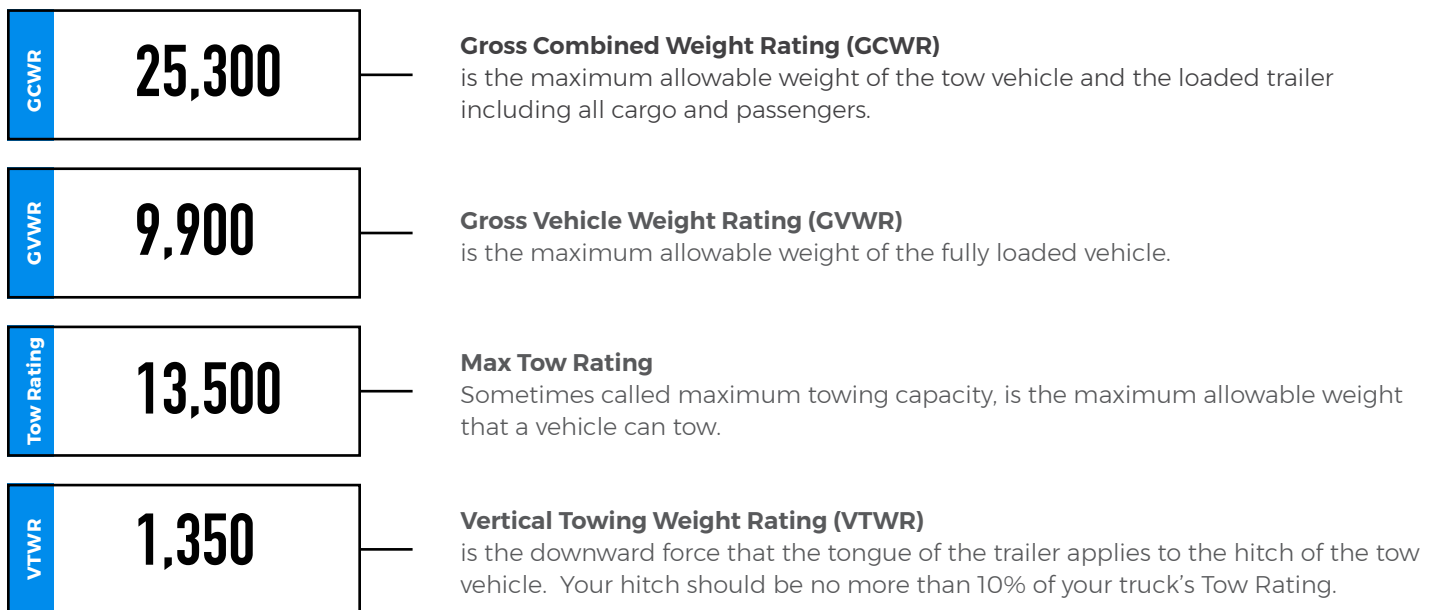 GCWR
25,300
Gross Combined Weight Rating (GCWR)
is the maximum allowable weight of the tow vehicle and the loaded trailer
including all cargo and passengers.
GVWR
9,900
Gross Vehicle Weight Rating (GVWR)
is the maximum allowable weight of the fully loaded vehicle.
Tow Rating
13,500
Max Tow Rating
Sometimes called maximum towing capacity, is the maximum allowable weight
that a vehicle can tow.
VTWR
1,350
Vertical Towing Weight Rating (VTWR)
is the downward force that the tongue of the trailer applies to the hitch of the tow
vehicle.  Your hitch should be no more than 10% of your truck’s Tow Rating.